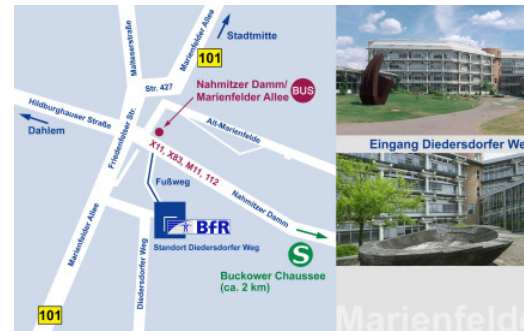 Marienfelder Allee
Stadtmitte
101
Malteserstraße
Str. 427
Nahmitzer Damm/
Marienfelder Allee
BUS
Hildburghauser Straße
Dahlem
Friedenfelser Str.
Alt-Marienfelde
X11, X83, M11, 112
Fußweg
Nahmitzer Damm
BfR
Standort Diedersdorfer Weg
Marienfelder Allee
Diedersdorfer Weg
S
Buckower Chaussee
(ca. 2 km)
101
Eingang Diedersdorfer We
Marienfelde